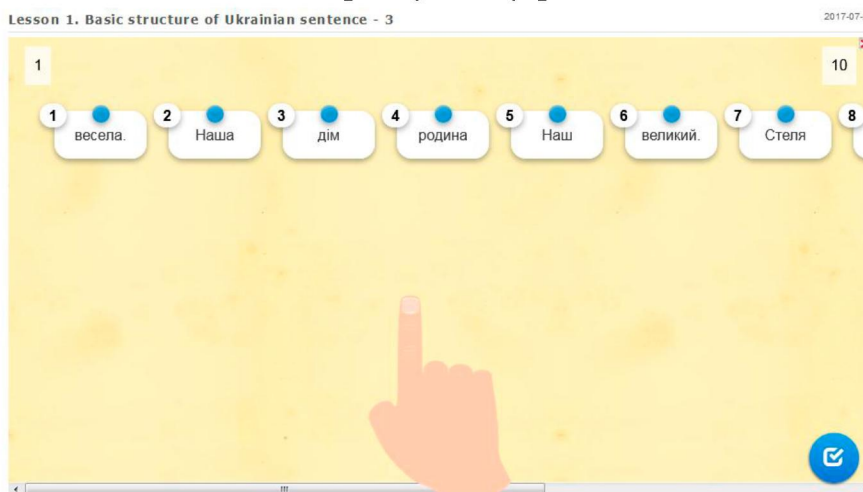 Lesson 1. Basic structure of Ukrainian sentence - 3
2017-07-
1
10
1
весела.
2
Наша
3
дім
4
родина
5
Наш
6
великий.
7
Стеля
8